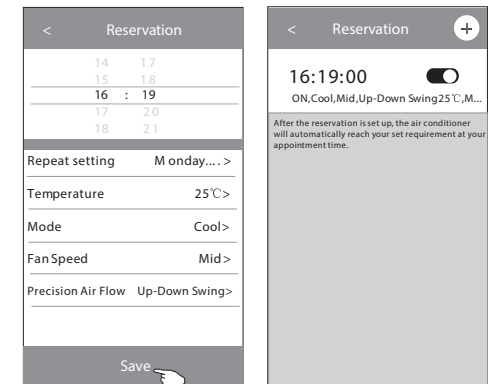 < Reservation
14 17
15 18
16 : 19
17 20
18 21
Repeat setting Monday....>
Temperature 25℃>
Mode Cool>
Fan Speed Mid>
Precision Air Flow Up-Down Swing>
Save
< Reservation +
16:19:00
ON,Cool,Mid,Up-Down Swing25℃,M...
After the reservation is set up, the air conditioner
will automatically reach your set requirement at your
appointment time.